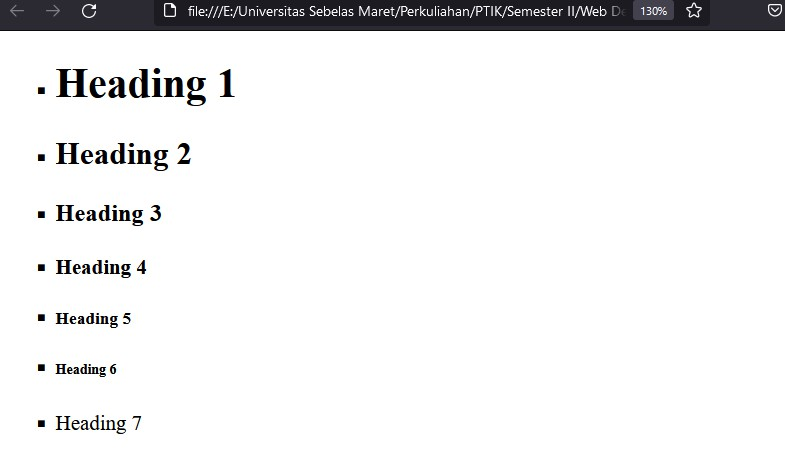 file:///E:/Universitas Sebelas Maret/Perkuliahan/PTIK/Semester II/Web De
130%
Heading 1
Heading 2
Heading 3
Heading 4
Heading 5
Heading 6
Heading 7